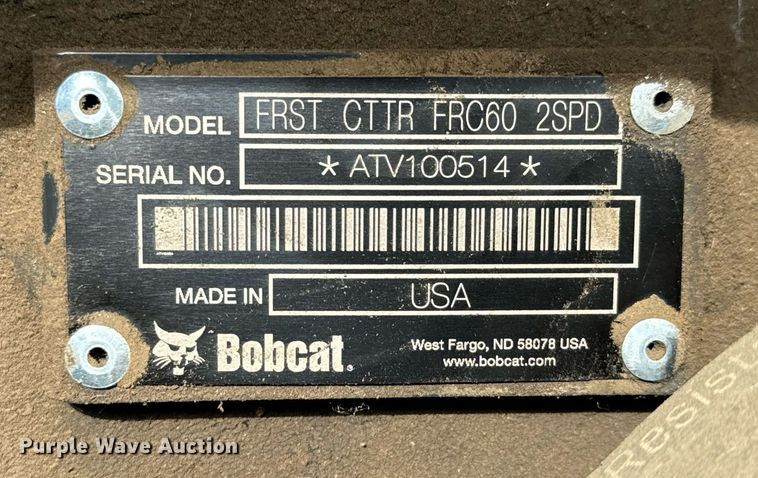 MODEL FRST CTTR FRC60 2SPD
SERIAL NO. *ATV100514*
MADE IN USA
Bobcat®
West Fargo, ND 58078 USA
www.bobcat.com
Purple Wave Auction